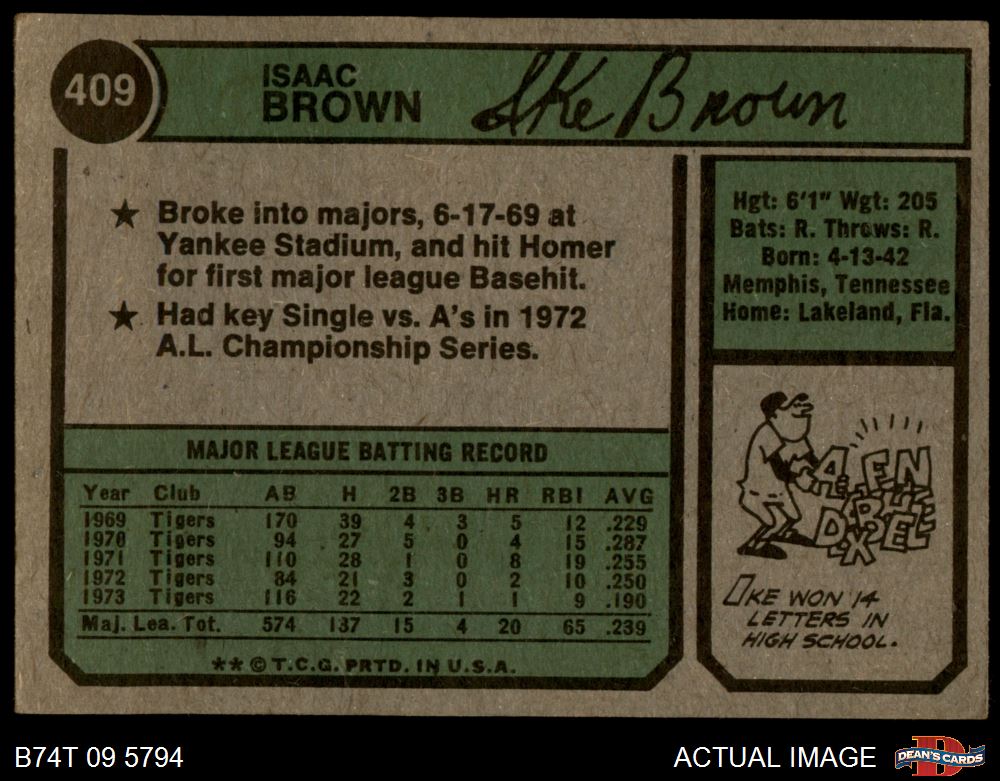 409
ISAAC
BROWN
Ike Brown
★ Broke into majors, 6-17-69 at
Yankee Stadium, and hit Homer
for first major league Basehit.
★ Had key Single vs. A's in 1972
A.L. Championship Series.
Hgt: 6'1" Wgt: 205
Bats: R. Throws: R.
Born: 4-13-42
Memphis, Tennessee
Home: Lakeland, Fla.
MAJOR LEAGUE BATTING RECORD
Year Club AB H 2B 3B HR RBI AVG
1969 Tigers 170 39 4 3 5 12 .229
1970 Tigers 94 27 5 0 4 15 .287
1971 Tigers 110 28 1 0 8 19 .255
1972 Tigers 84 21 3 0 2 10 .250
1973 Tigers 116 22 2 1 1 9 .190
Maj. Lea. Tot. 574 137 15 4 20 65 .239
** © T.C.G. PRTD. IN U.S.A.
IKE WON 14
LETTERS IN
HIGH SCHOOL.
B74T 09 5794
ACTUAL IMAGE
D
DEAN'S CARDS